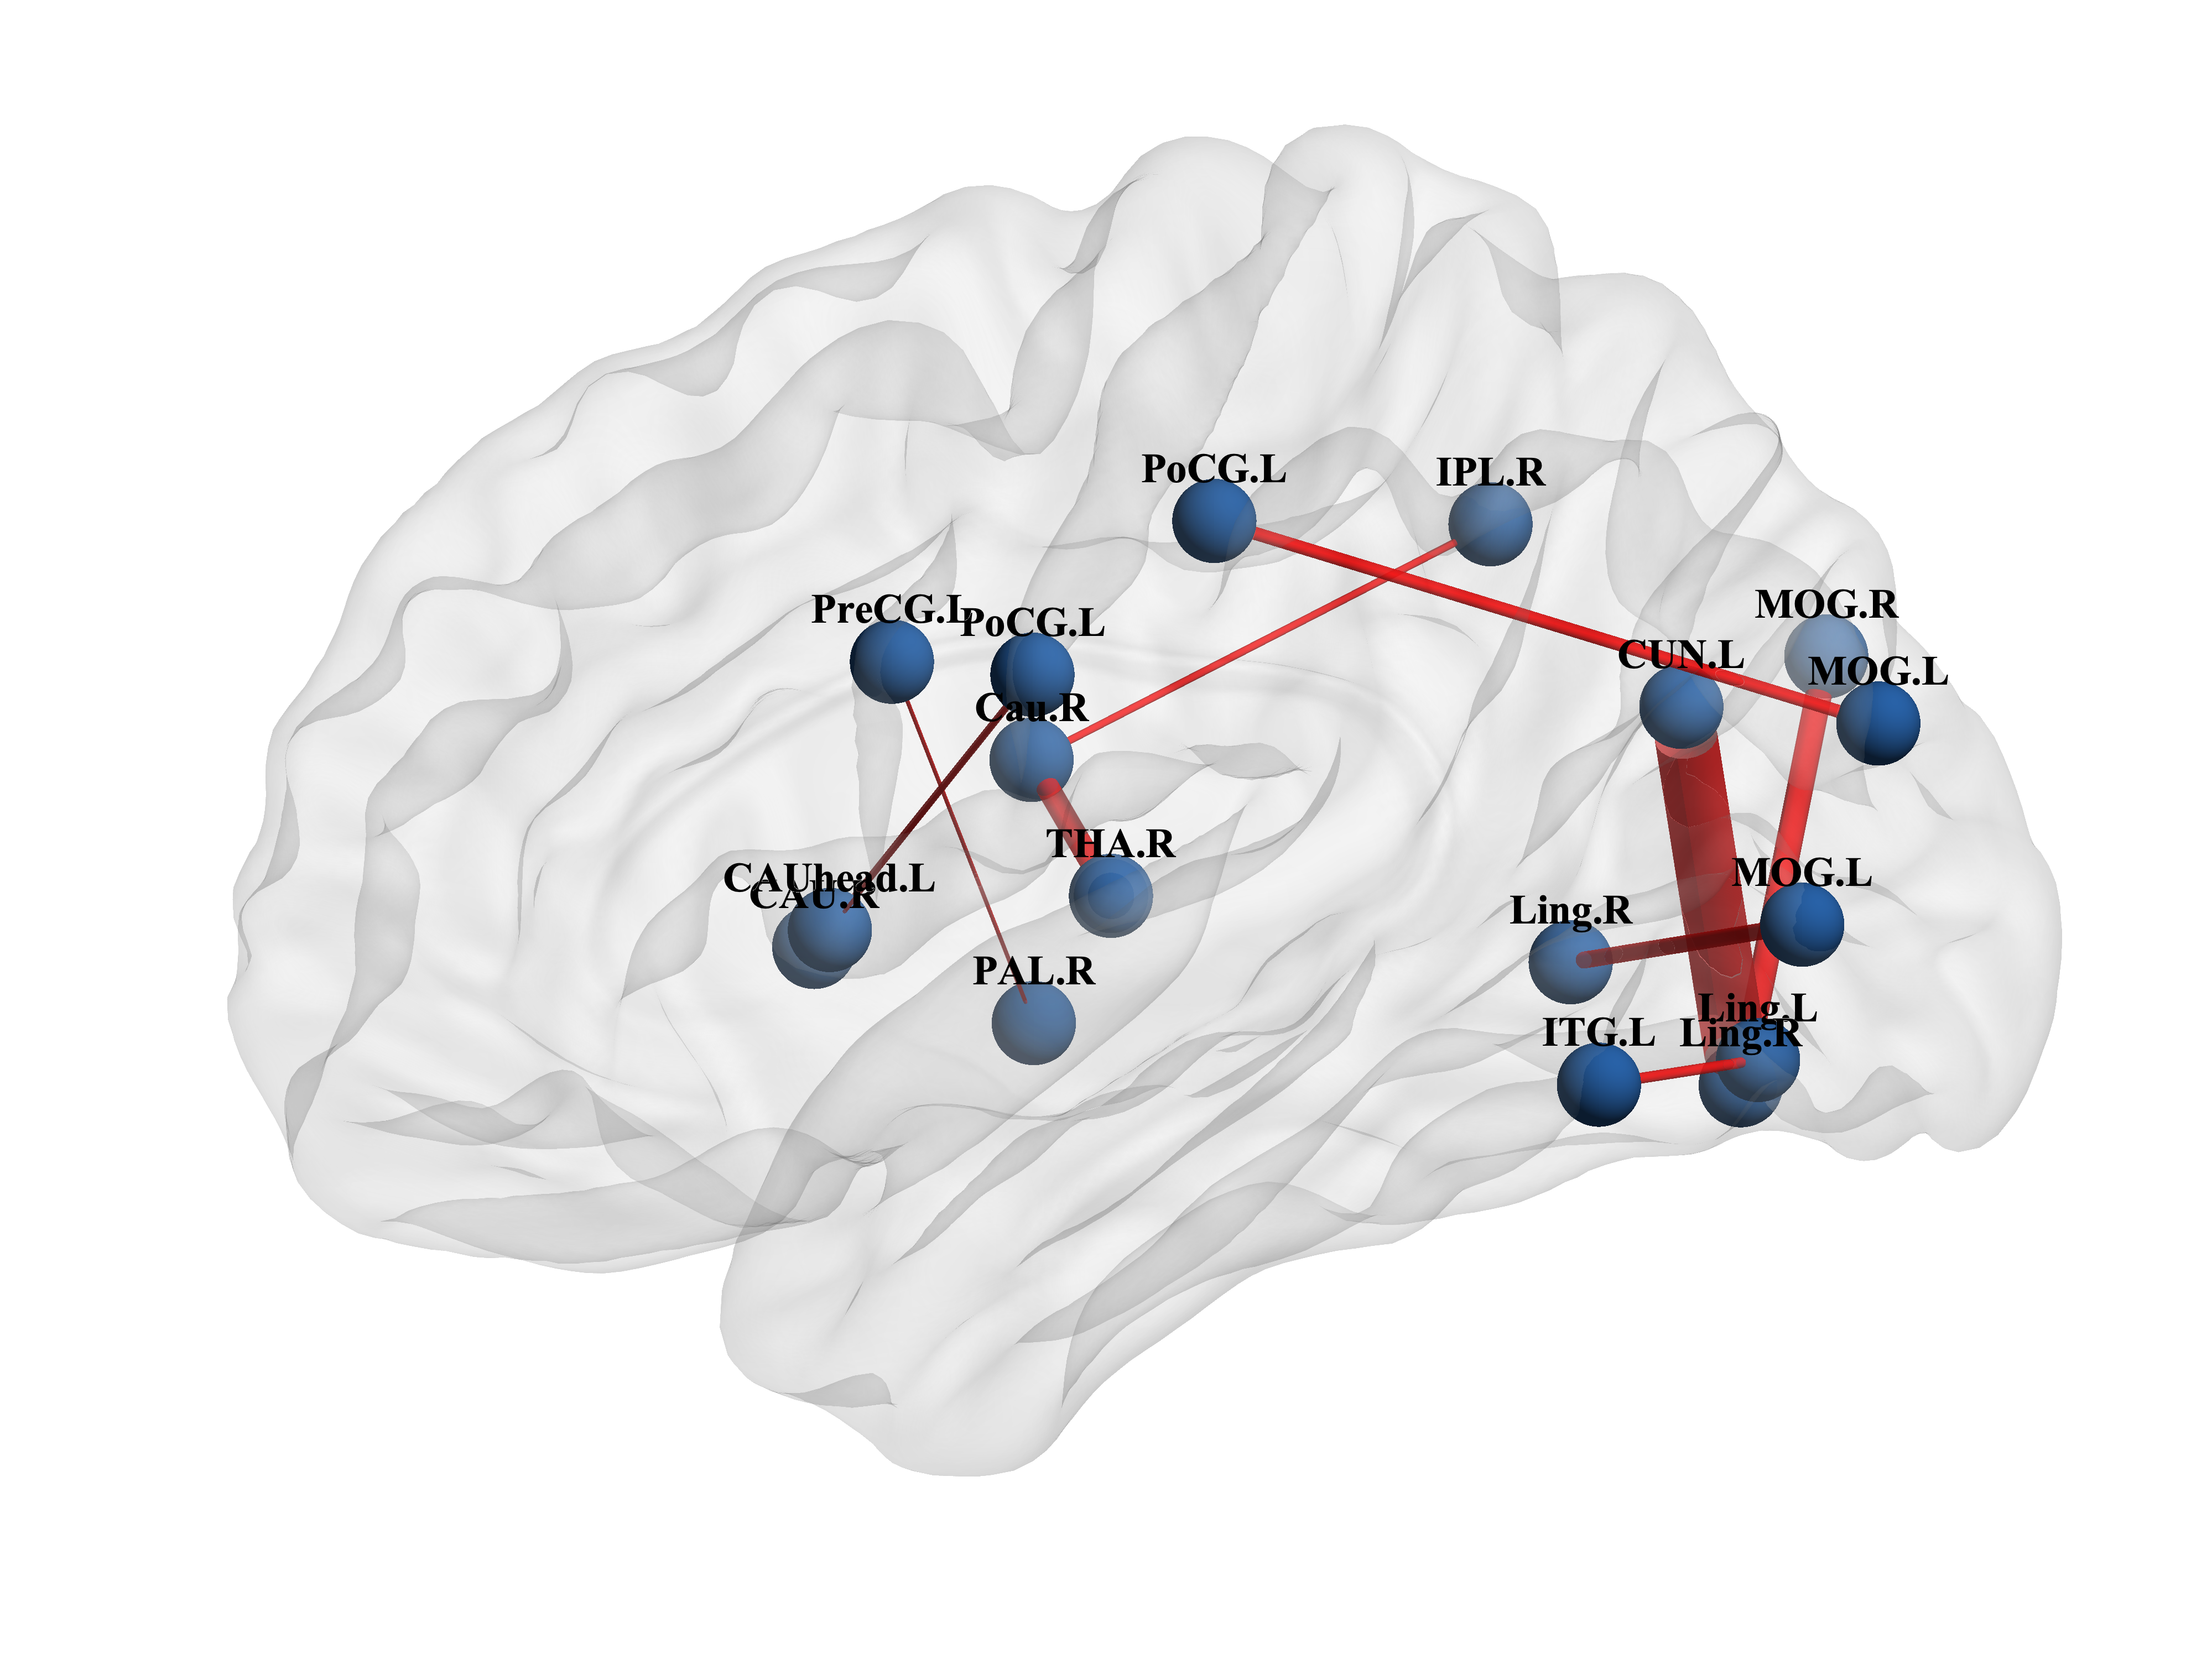 PoCG.L
IPL.R
MOG.R
PreCG.L
PoCG.L
CUN.L
MOG.L
Cau.R
THA.R
MOG.L
CAUhead.L
CAU.R
Ling.R
PAL.R
Ling.L
ITG.L
Ling.R